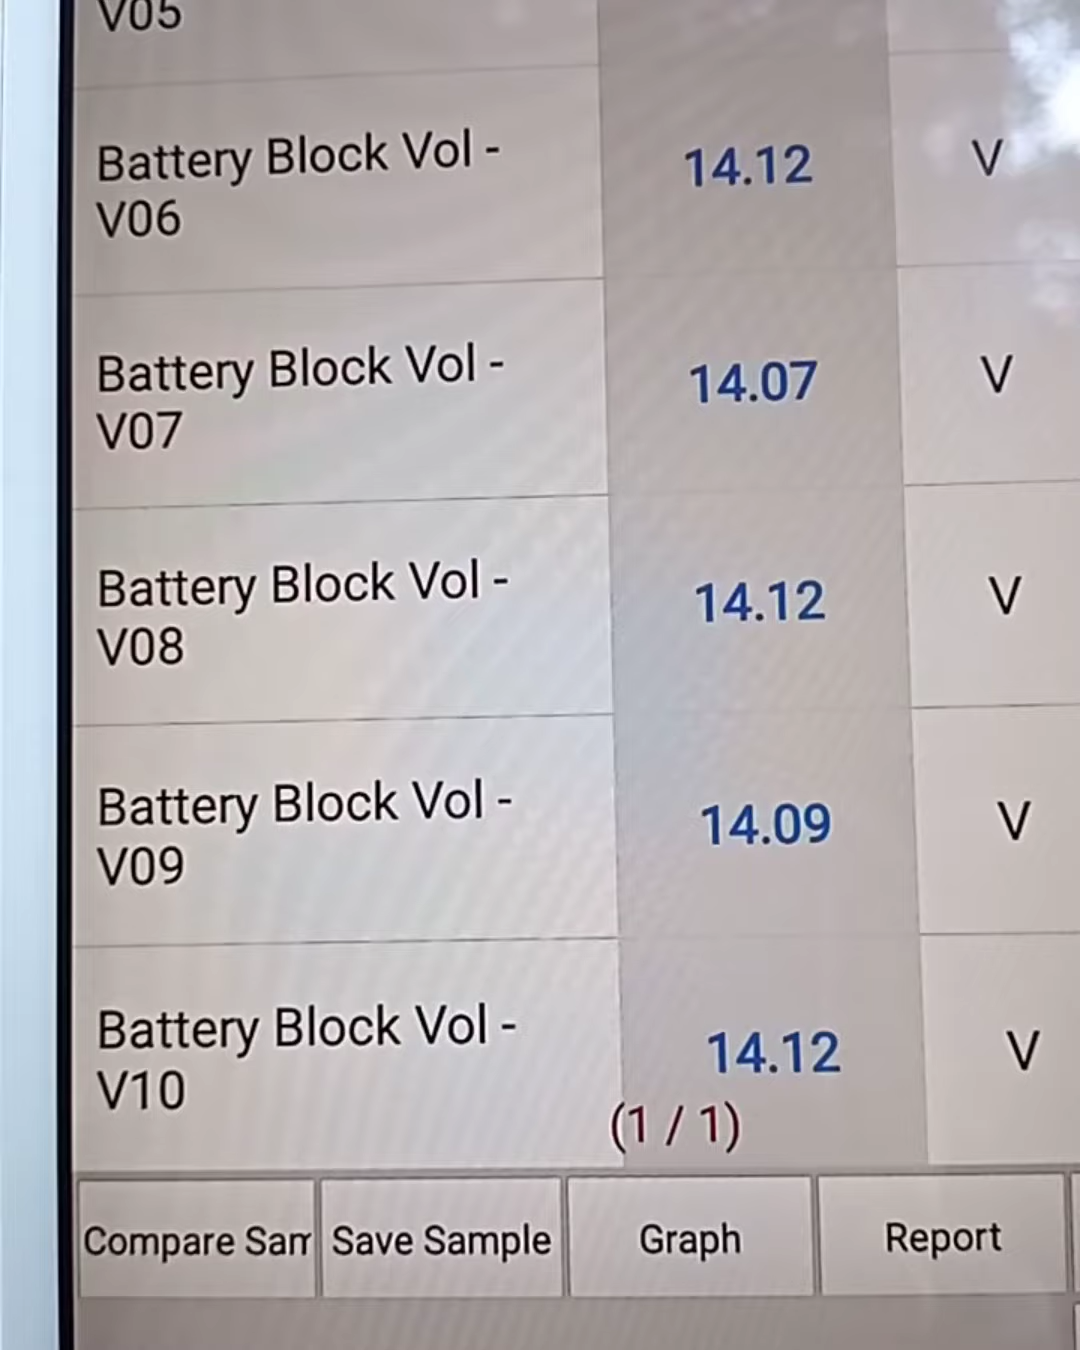 V05
Battery Block Vol -
V06
14.12
V
Battery Block Vol -
V07
14.07
V
Battery Block Vol -
V08
14.12
V
Battery Block Vol -
V09
14.09
V
Battery Block Vol -
V10
14.12
V
(1 / 1)
Compare Sam
Save Sample
Graph
Report